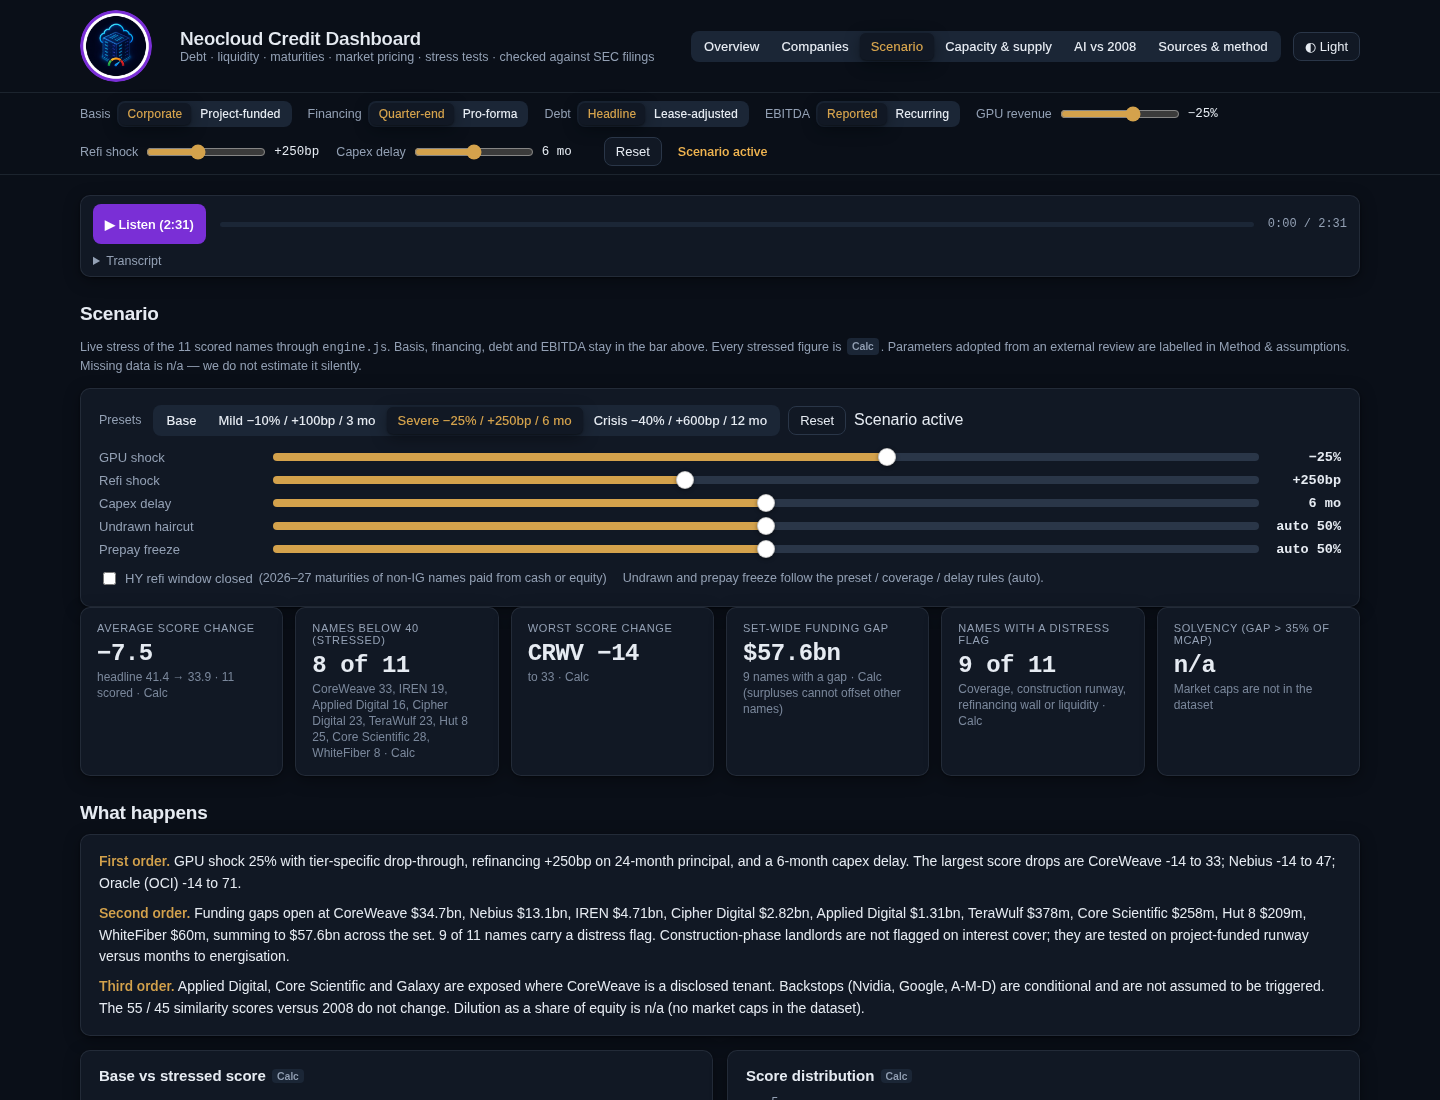 Neocloud Credit Dashboard
Debt · liquidity · maturities · market pricing · stress tests · checked against SEC filings
Overview Companies Scenario Capacity & supply AI vs 2008 Sources & method
◐ Light
Basis Corporate Project-funded Financing Quarter-end Pro-forma Debt Headline Lease-adjusted EBITDA Reported Recurring GPU revenue −25%
Refi shock +250bp Capex delay 6 mo Reset Scenario active
▶ Listen (2:31) 0:00 / 2:31
▶ Transcript
Scenario
Live stress of the 11 scored names through engine.js. Basis, financing, debt and EBITDA stay in the bar above. Every stressed figure is Calc . Parameters adopted from an external review are labelled in Method & assumptions.
Missing data is n/a — we do not estimate it silently.
Presets Base Mild −10% / +100bp / 3 mo Severe −25% / +250bp / 6 mo Crisis −40% / +600bp / 12 mo Reset Scenario active
GPU shock −25%
Refi shock +250bp
Capex delay 6 mo
Undrawn haircut auto 50%
Prepay freeze auto 50%
HY refi window closed (2026–27 maturities of non-IG names paid from cash or equity) Undrawn and prepay freeze follow the preset / coverage / delay rules (auto).
AVERAGE SCORE CHANGE
−7.5
headline 41.4 → 33.9 · 11
scored · Calc
NAMES BELOW 40
(STRESSED)
8 of 11
CoreWeave 33, IREN 19,
Applied Digital 16, Cipher
Digital 23, TeraWulf 23, Hut 8
25, Core Scientific 28,
WhiteFiber 8 · Calc
WORST SCORE CHANGE
CRWV −14
to 33 · Calc
SET-WIDE FUNDING GAP
$57.6bn
9 names with a gap · Calc
(surpluses cannot offset other
names)
NAMES WITH A DISTRESS
FLAG
9 of 11
Coverage, construction runway,
refinancing wall or liquidity ·
Calc
SOLVENCY (GAP > 35% OF
MCAP)
n/a
Market caps are not in the
dataset
What happens
First order. GPU shock 25% with tier-specific drop-through, refinancing +250bp on 24-month principal, and a 6-month capex delay. The largest score drops are CoreWeave -14 to 33; Nebius -14 to 47;
Oracle (OCI) -14 to 71.
Second order. Funding gaps open at CoreWeave $34.7bn, Nebius $13.1bn, IREN $4.71bn, Cipher Digital $2.82bn, Applied Digital $1.31bn, TeraWulf $378m, Core Scientific $258m, Hut 8 $209m,
WhiteFiber $60m, summing to $57.6bn across the set. 9 of 11 names carry a distress flag. Construction-phase landlords are not flagged on interest cover; they are tested on project-funded runway
versus months to energisation.
Third order. Applied Digital, Core Scientific and Galaxy are exposed where CoreWeave is a disclosed tenant. Backstops (Nvidia, Google, A-M-D) are conditional and are not assumed to be triggered.
The 55 / 45 similarity scores versus 2008 do not change. Dilution as a share of equity is n/a (no market caps in the dataset).
Base vs stressed score Calc
Score distribution Calc